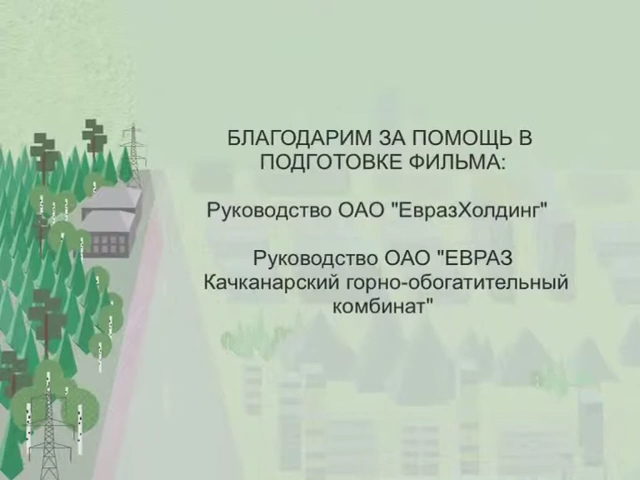 БЛАГОДАРИМ ЗА ПОМОЩЬ В
ПОДГОТОВКЕ ФИЛЬМА:
Руководство ОАО "ЕвразХолдинг"
Руководство ОАО "ЕВРАЗ
Качканарский горно-обогатительный
комбинат"